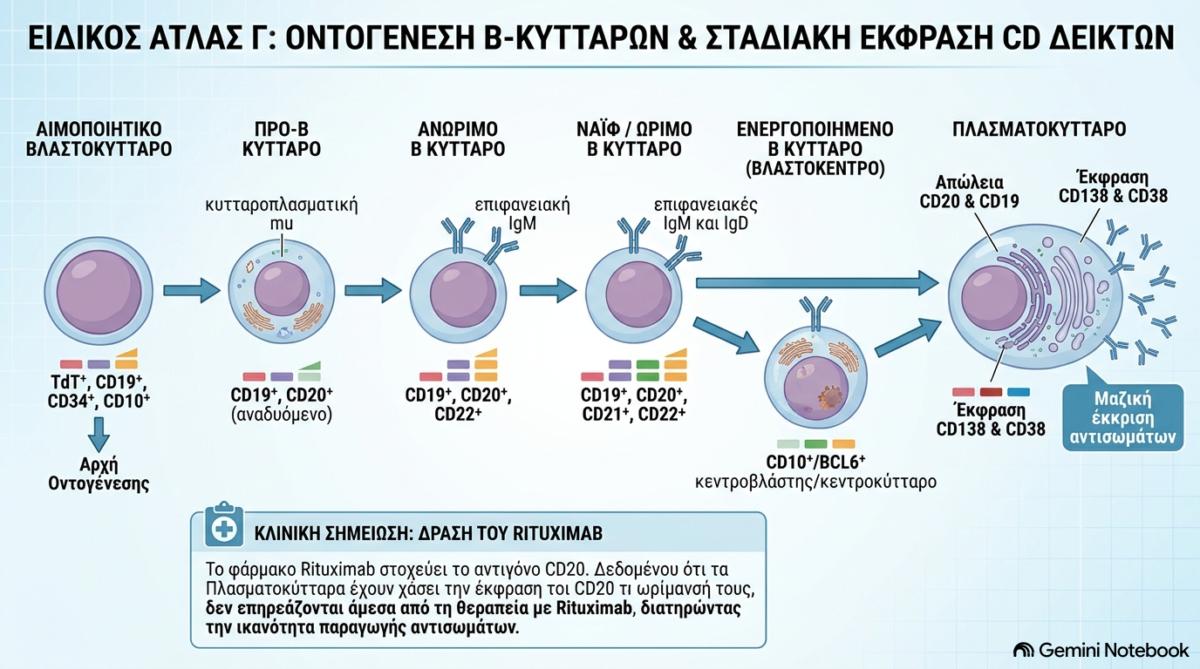 ΕΙΔΙΚΟΣ ΑΤΛΑΣ Γ: ΟΝΤΟΓΕΝΕΣΗ Β-ΚΥΤΤΑΡΩΝ & ΣΤΑΔΙΑΚΗ ΕΚΦΡΑΣΗ CD ΔΕΙΚΤΩΝ
ΑΙΜΟΠΟΙΗΤΙΚΟ
ΒΛΑΣΤΟΚΥΤΤΑΡΟ
TdT⁺, CD19⁺,
CD34⁺, CD10⁺
Αρχή
Οντογένεσης
ΠΡΟ-Β
ΚΥΤΤΑΡΟ
κυτταροπλασματική
mu
CD19⁺, CD20⁺
(αναδυόμενο)
ΑΝΩΡΙΜΟ
Β ΚΥΤΤΑΡΟ
επιφανειακή
IgM
CD19⁺, CD20⁺,
CD22+
ΝΑΪΦ / ΩΡΙΜΟ
Β ΚΥΤΤΑΡΟ
επιφανειακές
IgM και IgD
CD19⁺, CD20⁺,
CD21⁺, CD22⁺
ΕΝΕΡΓΟΠΟΙΗΜΕΝΟ
Β ΚΥΤΤΑΡΟ
(ΒΛΑΣΤΟΚΕΝΤΡΟ)
CD10⁺/BCL6⁺
κεντροβλάστης/κεντροκύτταρο
ΠΛΑΣΜΑΤΟΚΥΤΤΑΡΟ
Απώλεια
CD20 & CD19
Έκφραση
CD138 & CD38
Έκφραση
CD138 & CD38
Μαζική
έκκριση
αντισωμάτων
ΚΛΙΝΙΚΗ ΣΗΜΕΙΩΣΗ: ΔΡΑΣΗ ΤΟΥ RITUXIMAB
Το φάρμακο Rituximab στοχεύει το αντιγόνο CD20. Δεδομένου ότι τα
Πλασματοκύτταρα έχουν χάσει την έκφραση τοι CD20 τι ωρίμανσή τους,
δεν επηρεάζονται άμεσα από τη θεραπεία με Rituximab, διατηρώντας
την ικανότητα παραγωγής αντισωμάτων.
Gemini Notebook